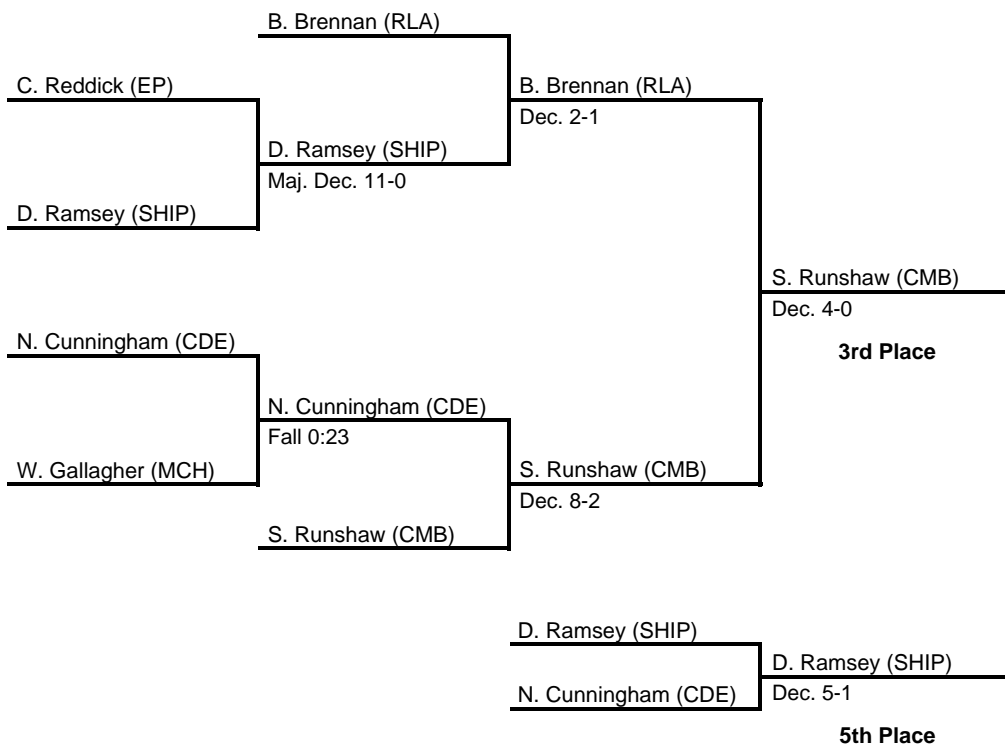 B. Brennan (RLA)
C. Reddick (EP)
B. Brennan (RLA)
Dec. 2-1
D. Ramsey (SHIP)
Maj. Dec. 11-0
D. Ramsey (SHIP)
S. Runshaw (CMB)
Dec. 4-0
N. Cunningham (CDE)
3rd Place
N. Cunningham (CDE)
Fall 0:23
W. Gallagher (MCH)
S. Runshaw (CMB)
Dec. 8-2
S. Runshaw (CMB)
D. Ramsey (SHIP)
D. Ramsey (SHIP)
Dec. 5-1
N. Cunningham (CDE)
5th Place